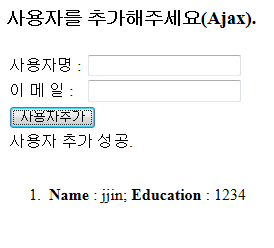 사용자를 추가해주세요(Ajax).
사용자명 :
이 메 일 :
사용자추가
사용자 추가 성공.
1. Name : jjin; Education : 1234